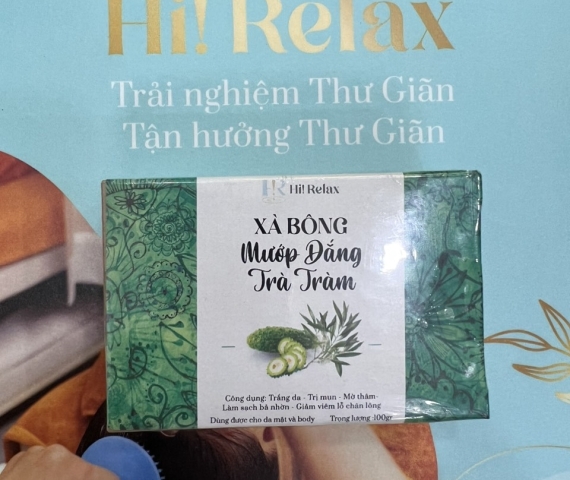 Hi! Relax
Trải nghiệm Thư Giãn
Tận hưởng Thư Giãn
HR Hi! Relax
XÀ BÔNG
Mướp Đắng
Trà Tràm
Công dụng: Trắng da - Trị mụn - Mờ thâm-
Làm sạch bã nhờn - Giảm viêm lỗ chân lông
Dùng được cho da mặt và body Trọng lượng 100gr